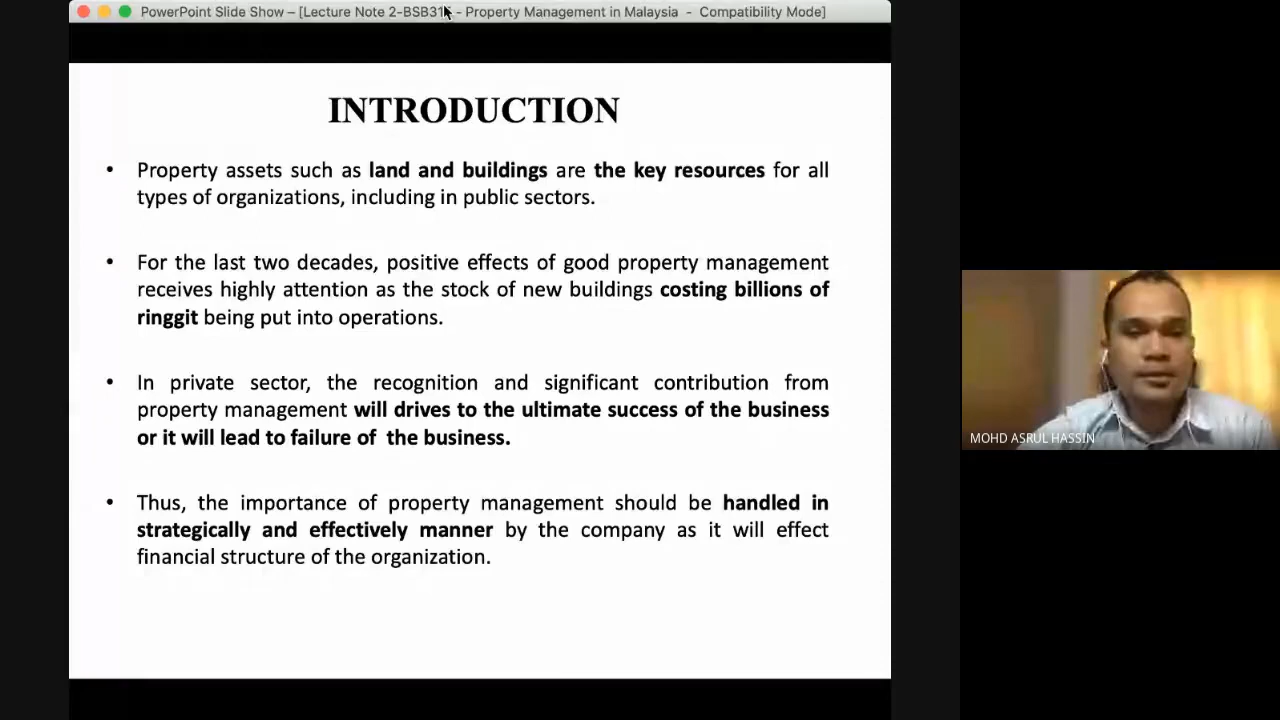 PowerPoint Slide Show – [Lecture Note 2-BSB31 - Property Management in Malaysia - Compatibility Mode]
INTRODUCTION
• Property assets such as land and buildings are the key resources for all
types of organizations, including in public sectors.
• For the last two decades, positive effects of good property management
receives highly attention as the stock of new buildings costing billions of
ringgit being put into operations.
• In private sector, the recognition and significant contribution from
property management will drives to the ultimate success of the business
or it will lead to failure of the business.
• Thus, the importance of property management should be handled in
strategically and effectively manner by the company as it will effect
financial structure of the organization.
MOHD ASRUL HASSIN